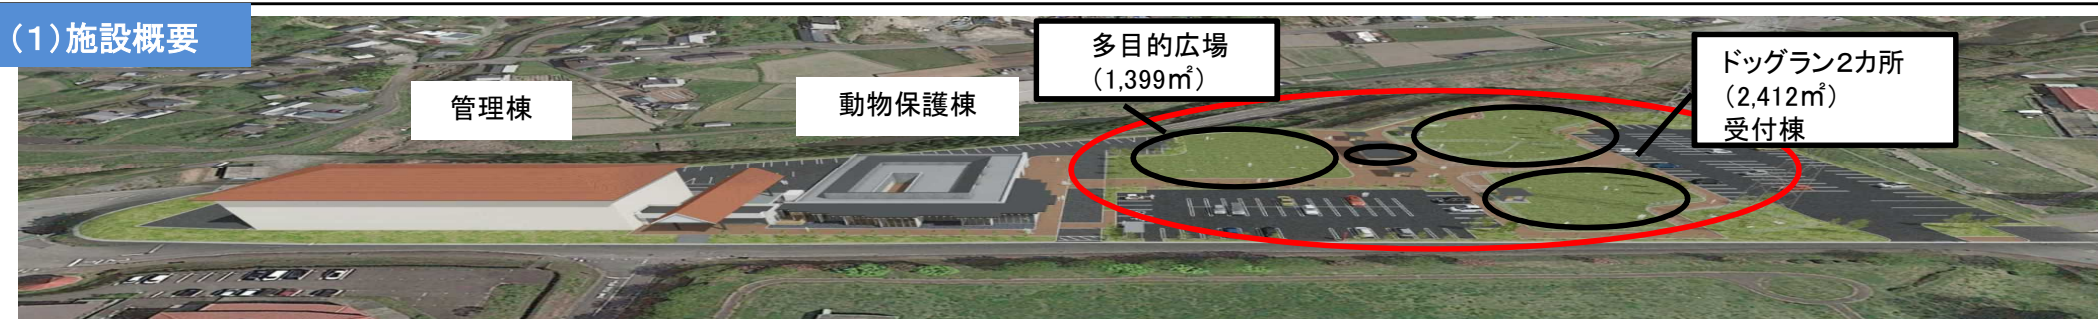 （１）施設概要
管理棟
動物保護棟
多目的広場
（1,399㎡）
ドッグラン２カ所
（2,412㎡）
受付棟